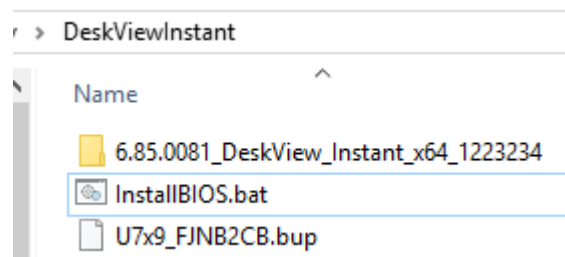 DeskViewInstant
Name
6.85.0081_DeskView_Instant_x64_1223234
InstallBIOS.bat
U7x9_FJNB2CB.bup